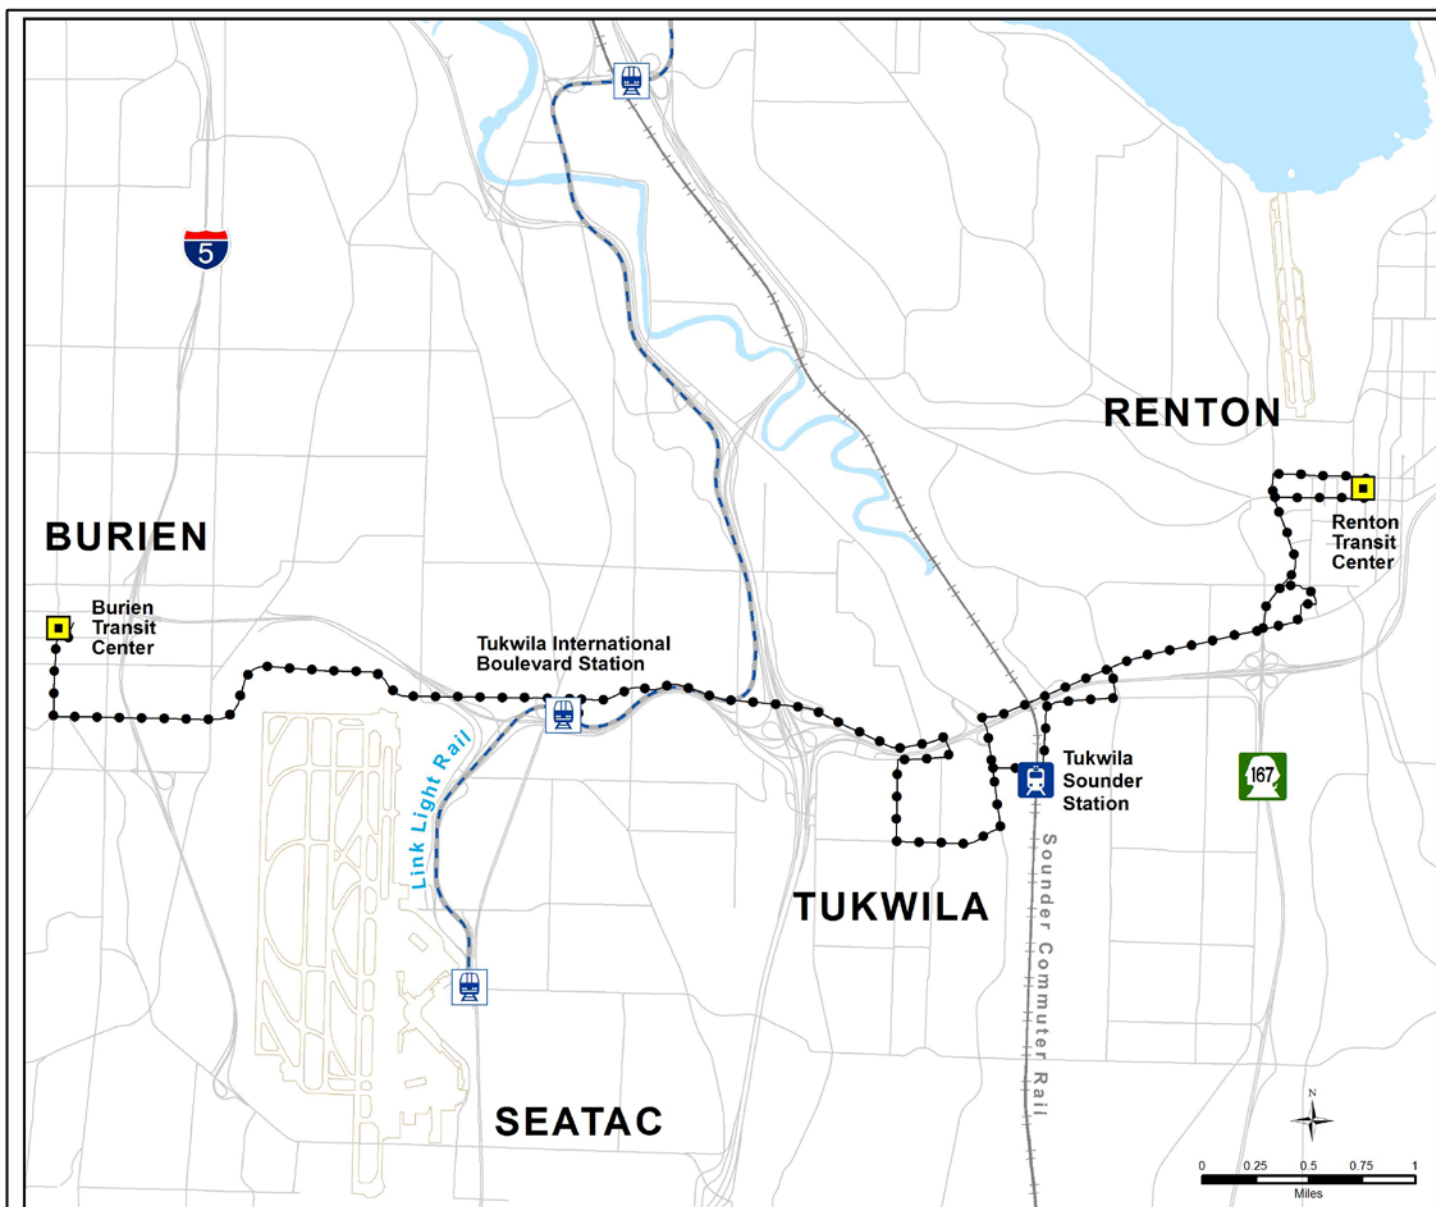 5
RENTON
BURIEN
Renton
Transit
Center
Burien
Transit
Center
Tukwila International
Boulevard Station
Link Light Rail
Tukwila
Sounder
Station
167
TUKWILA
Sounder Commuter Rail
SEATAC
N
0 0.25 0.5 0.75 1
Miles